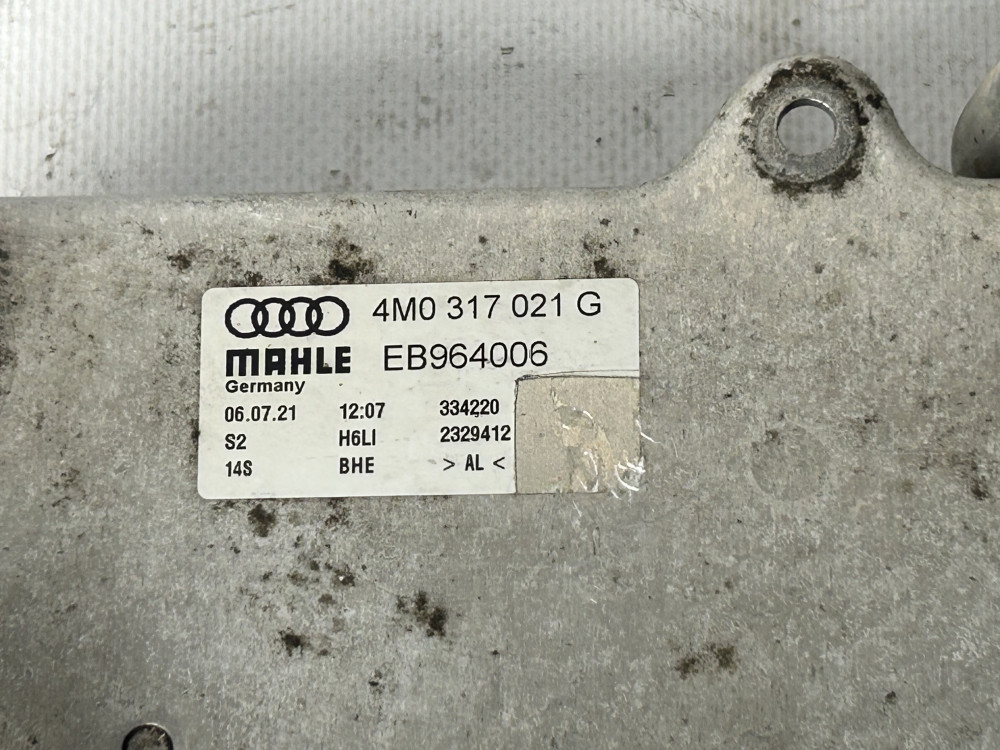 4M0 317 021 G
MAHLE EB964006
Germany
06.07.21 12:07 334220
S2 H6LI 2329412
14S BHE > AL <